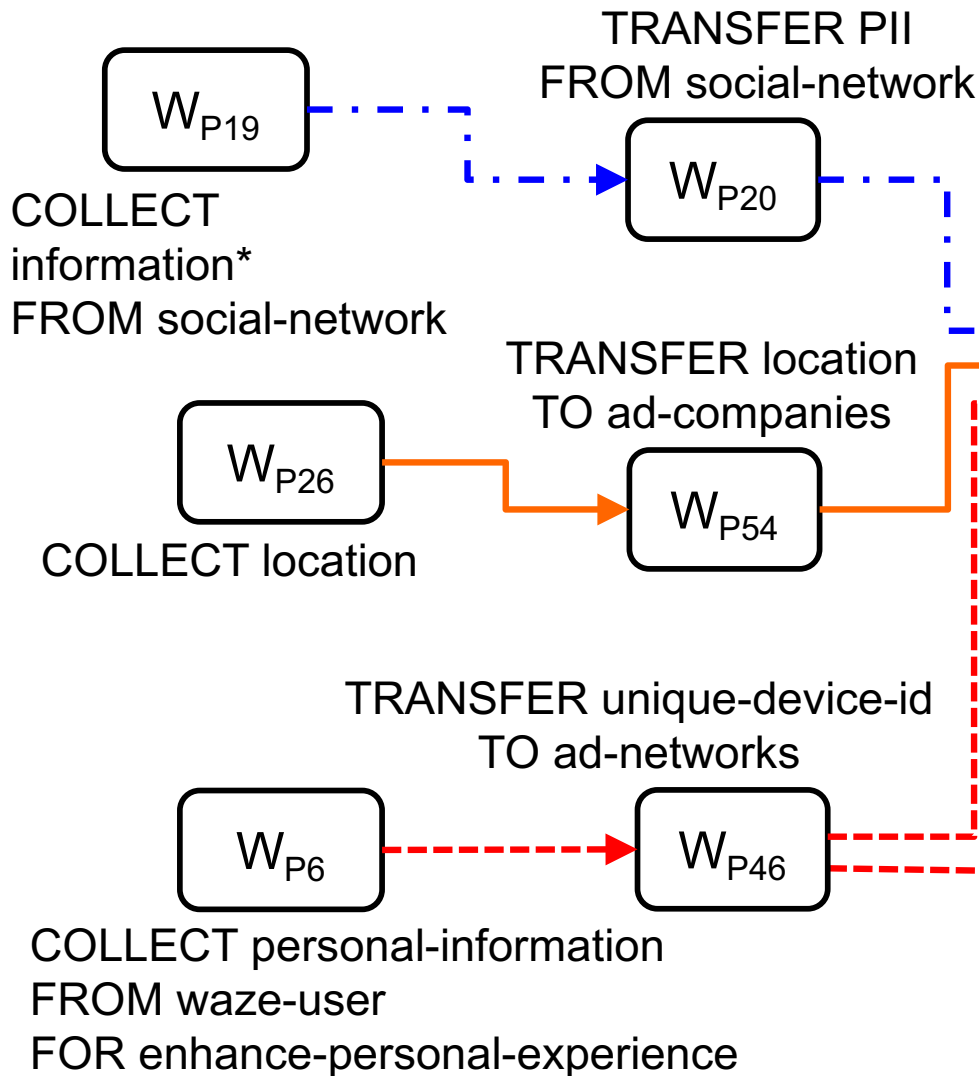 TRANSFER PII
FROM social-network
WP19
WP20
COLLECT
information*
FROM social-network
TRANSFER location
TO ad-companies
WP26
WP54
COLLECT location
TRANSFER unique-device-id
TO ad-networks
WP6
WP46
COLLECT personal-information
FROM waze-user
FOR enhance-personal-experience